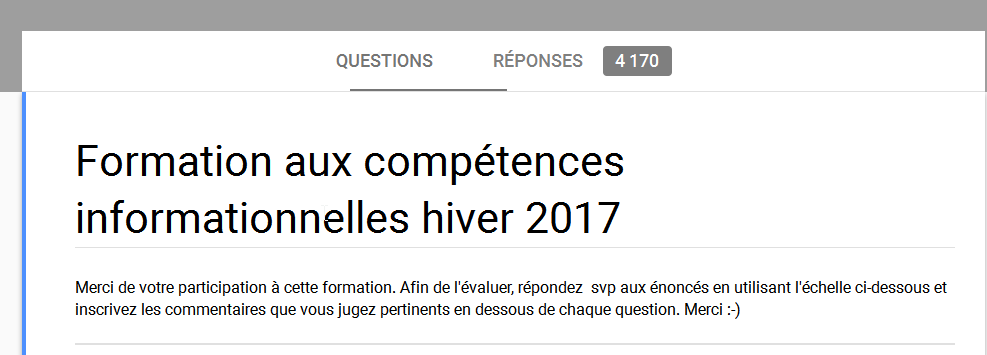 QUESTIONS RÉPONSES 4 170
Formation aux compétences
informationnelles hiver 2017
Merci de votre participation à cette formation. Afin de l'évaluer, répondez  svp aux énoncés en utilisant l'échelle ci-dessous et
inscrivez les commentaires que vous jugez pertinents en dessous de chaque question. Merci :-)